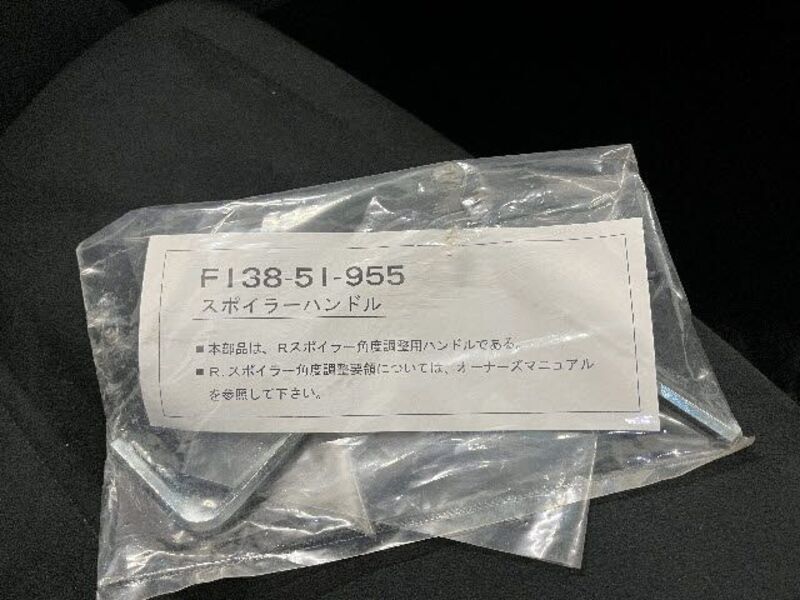 F138-51-955
スポイラーハンドル
■本部品は、Rスポイラー角度調整用ハンドルである。
■R.スポイラー角度調整要領については、オーナーズマニュアル
を参照して下さい。